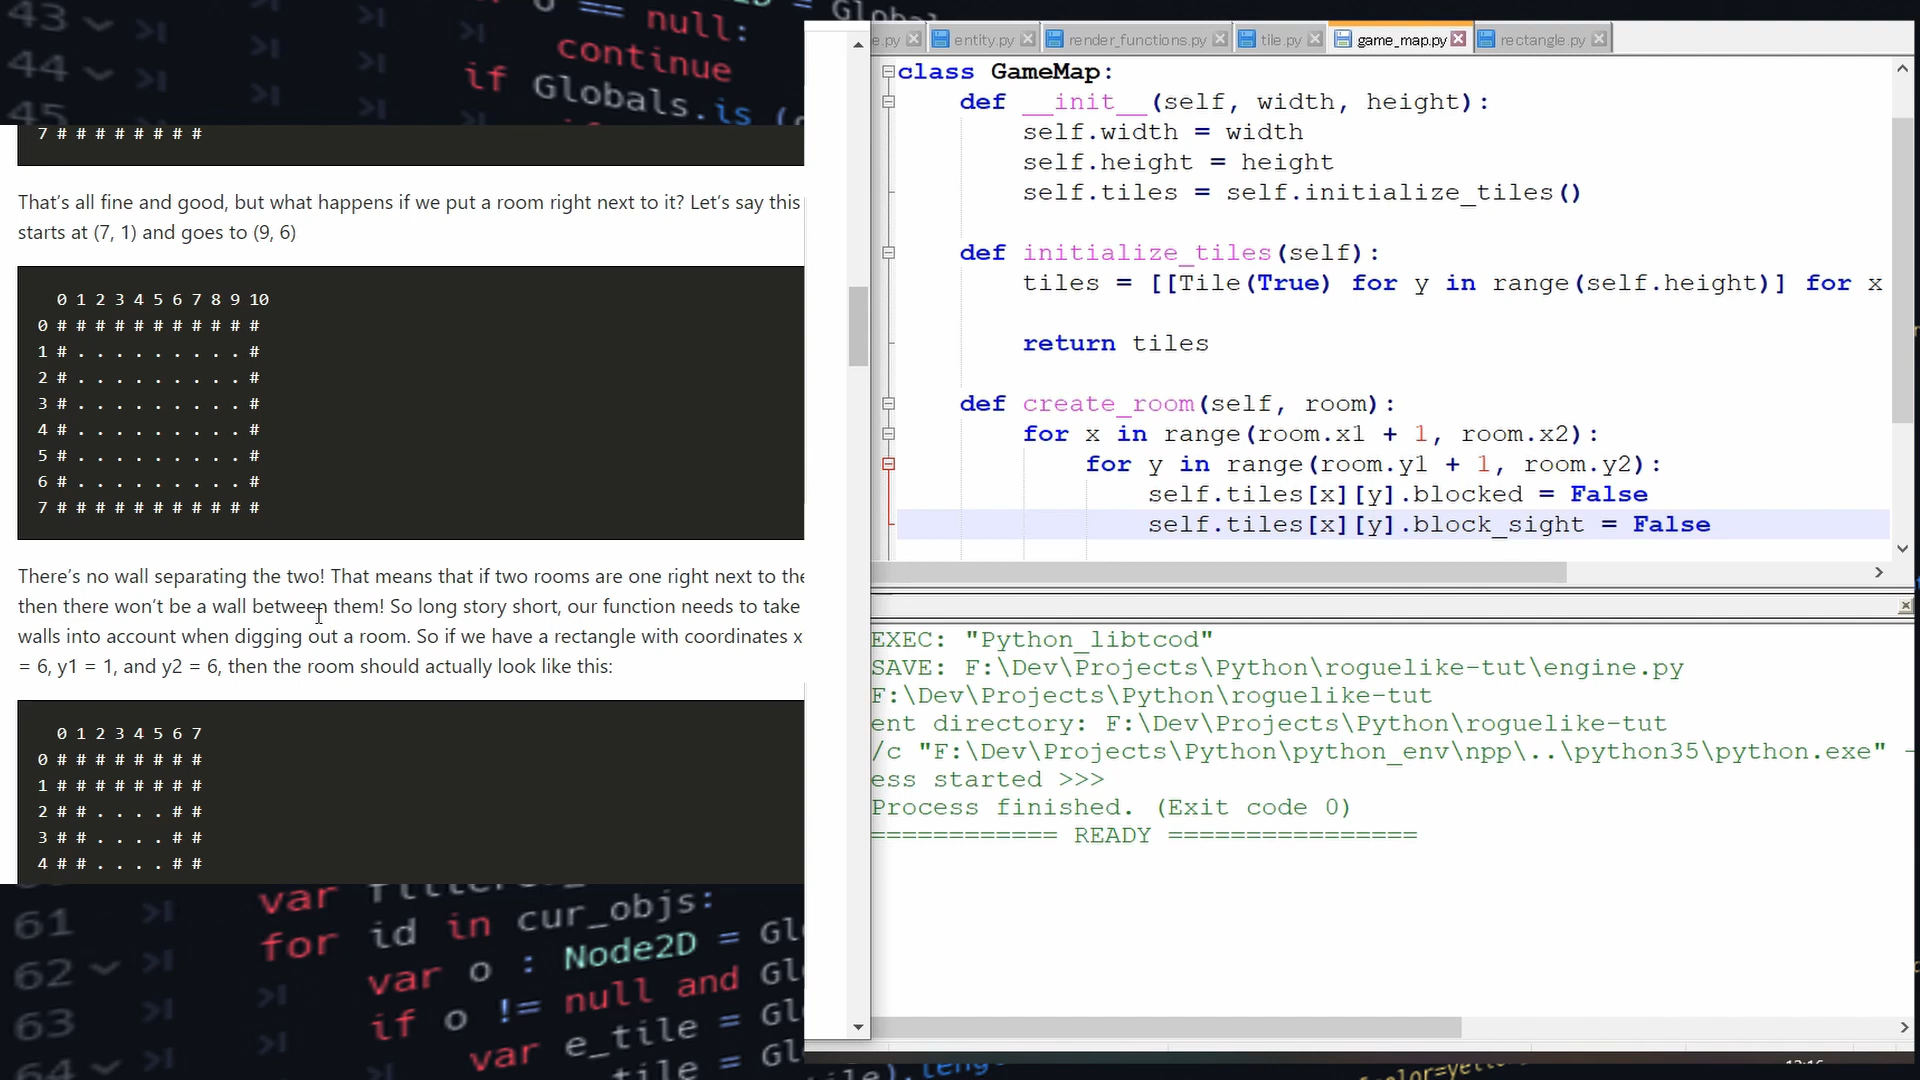 43
44
45
o == null:
continue
if Globals.is
7 # # # # # # # #
That's all fine and good, but what happens if we put a room right next to it? Let's say this
starts at (7, 1) and goes to (9, 6)
0 1 2 3 4 5 6 7 8 9 10
0 # # # # # # # # # # #
1 # . . . . . . . . . #
2 # . . . . . . . . . #
3 # . . . . . . . . . #
4 # . . . . . . . . . #
5 # . . . . . . . . . #
6 # . . . . . . . . . #
7 # # # # # # # # # # #
There's no wall separating the two! That means that if two rooms are one right next to the
then there won't be a wall between them! So long story short, our function needs to take
walls into account when digging out a room. So if we have a rectangle with coordinates x
= 6, y1 = 1, and y2 = 6, then the room should actually look like this:
0 1 2 3 4 5 6 7
0 # # # # # # # #
1 # # # # # # # #
2 # # . . . . # #
3 # # . . . . # #
4 # # . . . . # #
61
62
63
64
var
for id in cur_objs:
var o : Node2D = Gl
if o != null and Gl
var e_tile = Gl
tile = Gl
e.py
entity.py
render_functions.py
tile.py
game_map.py
rectangle.py
class GameMap:
def __init__(self, width, height):
self.width = width
self.height = height
self.tiles = self.initialize_tiles()
def initialize_tiles(self):
tiles = [[Tile(True) for y in range(self.height)] for x
return tiles
def create_room(self, room):
for x in range(room.x1 + 1, room.x2):
for y in range(room.y1 + 1, room.y2):
self.tiles[x][y].blocked = False
self.tiles[x][y].block_sight = False
EXEC: "Python_libtcod"
SAVE: F:\Dev\Projects\Python\roguelike-tut\engine.py
F:\Dev\Projects\Python\roguelike-tut
ent directory: F:\Dev\Projects\Python\roguelike-tut
/c "F:\Dev\Projects\Python\python_env\npp\..\python35\python.exe" -
ess started >>>
Process finished. (Exit code 0)
============ READY ================